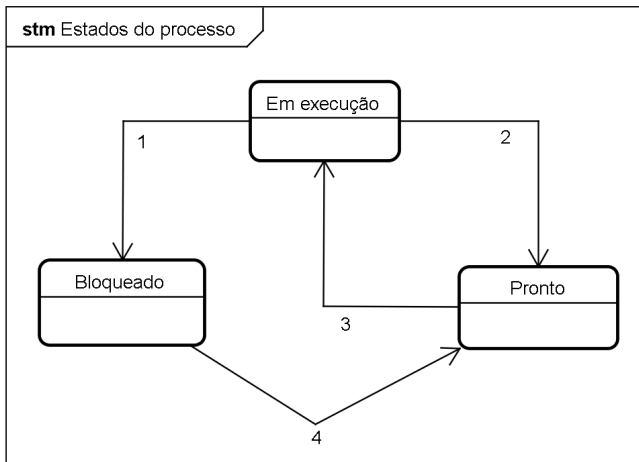 stm Estados do processo
Em execução
1
2
Bloqueado
Pronto
3
4